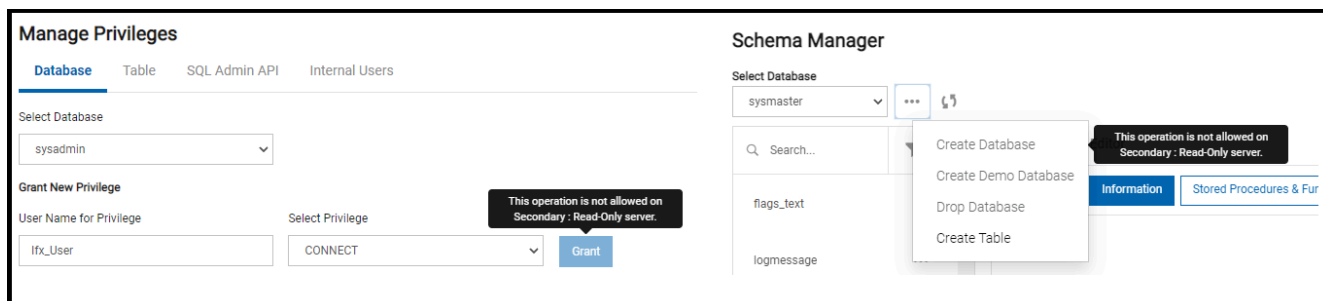 Manage Privileges
Database Table SQL Admin API Internal Users
Select Database
sysadmin
Grant New Privilege
User Name for Privilege
Ifx_User
Select Privilege
CONNECT
This operation is not allowed on
Secondary : Read-Only server.
Grant
Schema Manager
Select Database
sysmaster
Search...
flags_text
logmessage
Create Database
Create Demo Database
Drop Database
Create Table
This operation is not allowed on
Secondary : Read-Only server.
Information
Stored Procedures & Fun